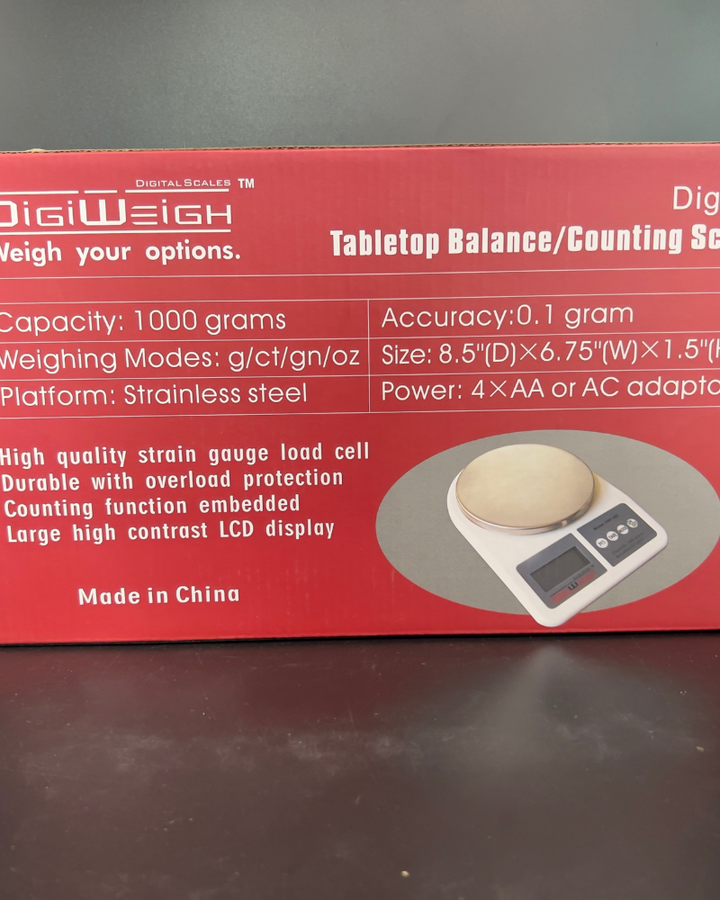 DIGITAL SCALES TM
DIGIWEIGH
Weigh your options.
Dig
Tabletop Balance/Counting Sc
Capacity: 1000 grams
Accuracy:0.1 gram
Weighing Modes: g/ct/gn/oz
Size: 8.5"(D)×6.75"(W)×1.5"(H
Platform: Strainless steel
Power: 4×AA or AC adapto
High quality strain gauge load cell
Durable with overload protection
Counting function embedded
Large high contrast LCD display
Made in China